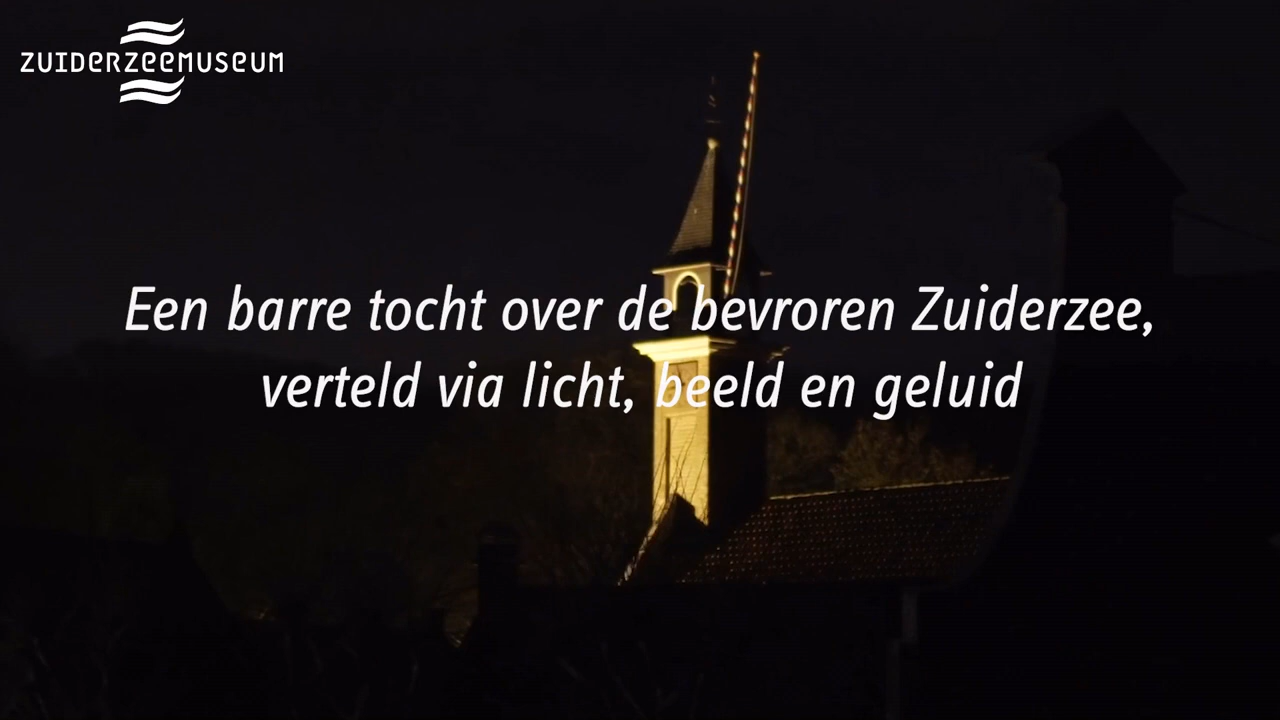 ZUIDERZEEMUSEUM
Een barre tocht over de bevroren Zuiderzee,
verteld via licht, beeld en geluid